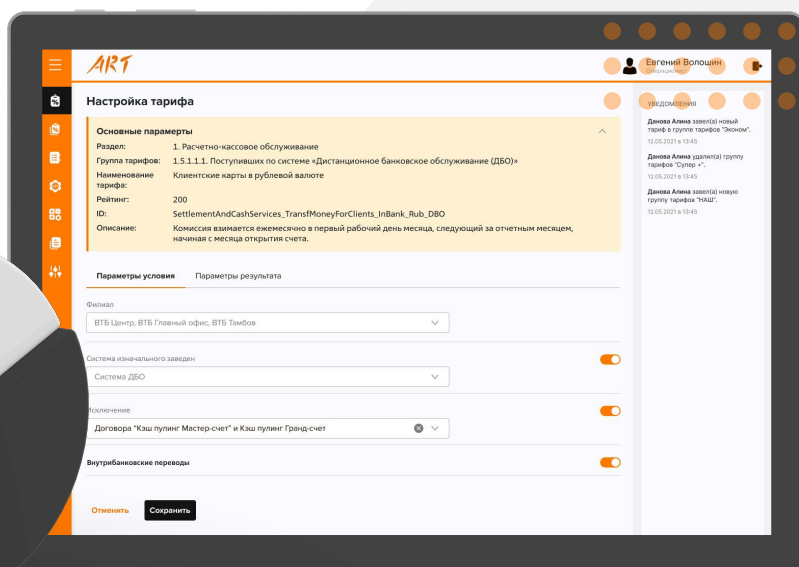 ART
Евгений Волошин
Операционист
Настройка тарифа
Основные парамерты
Раздел: 1. Расчетно-кассовое обслуживание
Группа тарифов: 1.5.1.1.1. Поступивших по системе «Дистанционное банковское обслуживание (ДБО)»
Наименование тарифа: Клиентские карты в рублевой валюте
Рейтинг: 200
ID: SettlementAndCashServices_TransfMoneyForClients_InBank_Rub_DBO
Описание: Комиссия взимается ежемесячно в первый рабочий день месяца, следующий за отчетным месяцем,
начиная с месяца открытия счета.
Параметры условия Параметры результата
Филиал
ВТБ Центр, ВТБ Главный офис, ВТБ Тамбов
Система изначального заведен
Система ДБО
Исключение
Договора "Кэш пулинг Мастер-счет" и Кэш пулинг Гранд-счет
Внутрибанковские переводы
Отменить Сохранить
УВЕДОМЛЕНИЯ
Данова Алина завел(а) новый
тариф в группе тарифов "Эконом".
12.05.2021 в 13:45
Данова Алина удалил(а) группу
тарифов "Супер +".
12.05.2021 в 13:45
Данова Алина завел(а) новую
группу тарифов "НАШ".
12.05.2021 в 13:45